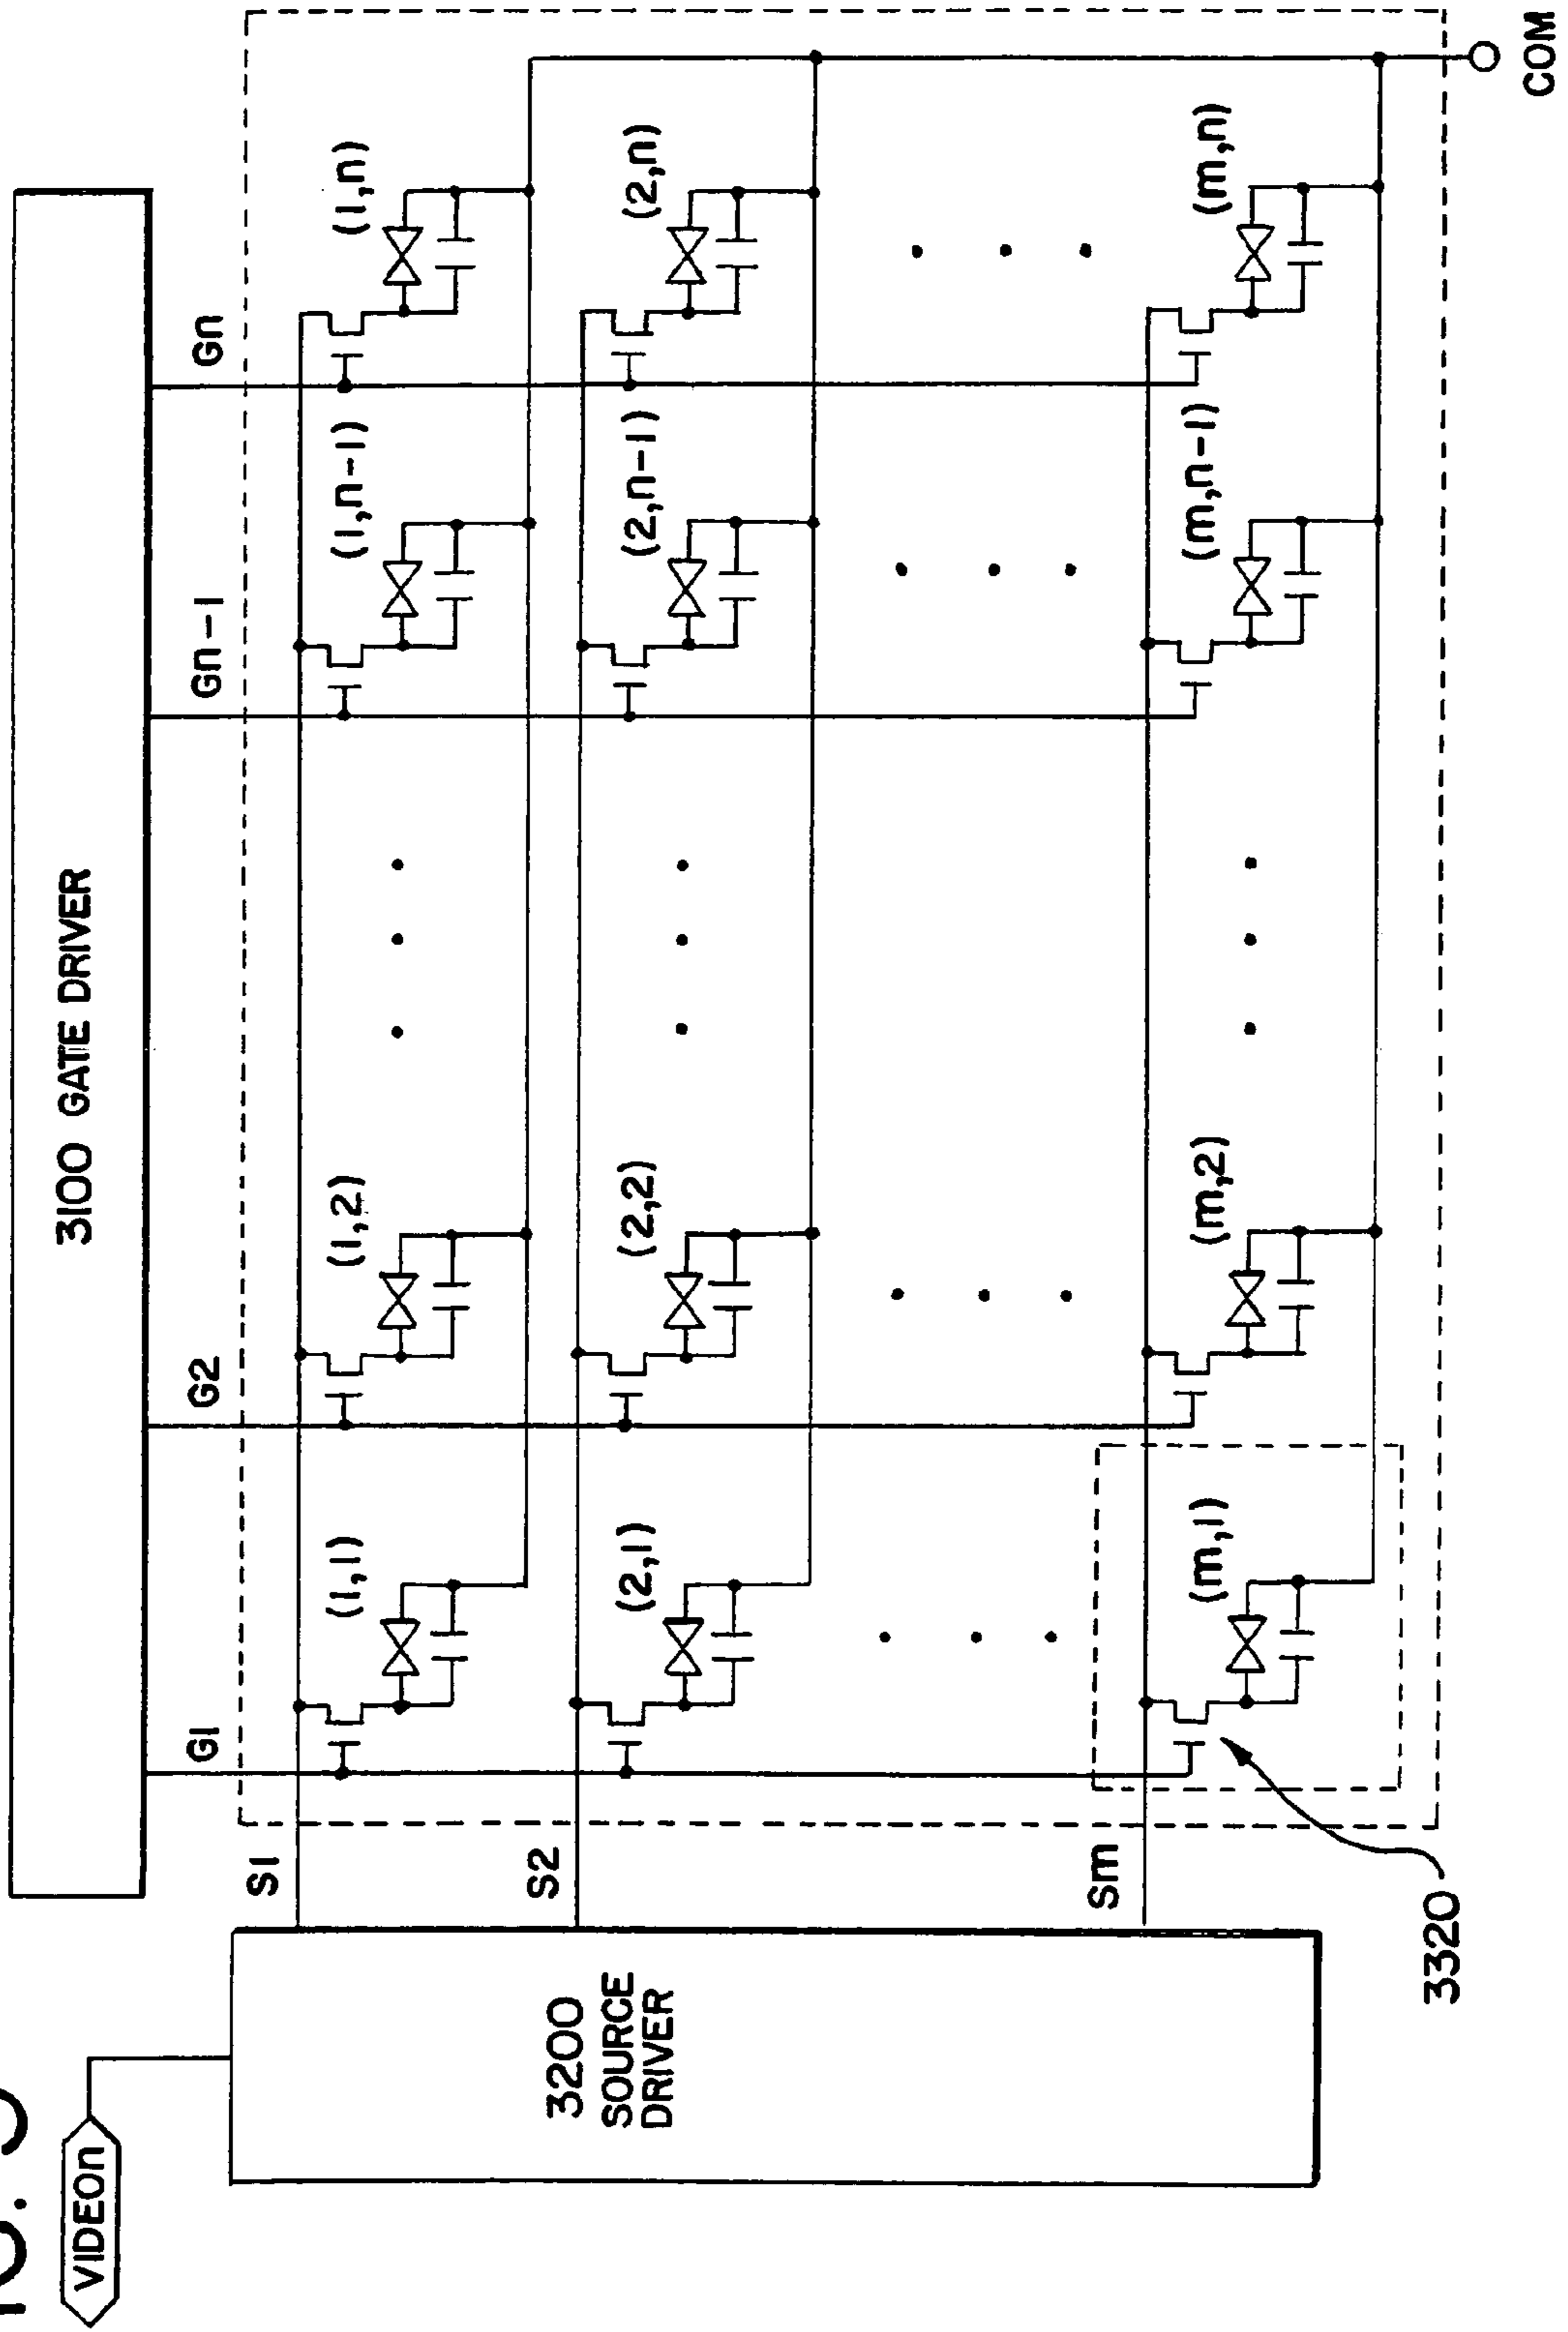 3100 GATE DRIVER
VIDEOn
G1
G2
Gn-1
Gn
S1
(1,1)
(1,2)
(1,n-1)
(1,n)
S2
(2,1)
(2,2)
(2,n-1)
(2,n)
3200
SOURCE
DRIVER
Sm
(m,1)
(m,2)
(m,n-1)
(m,n)
3320
COM